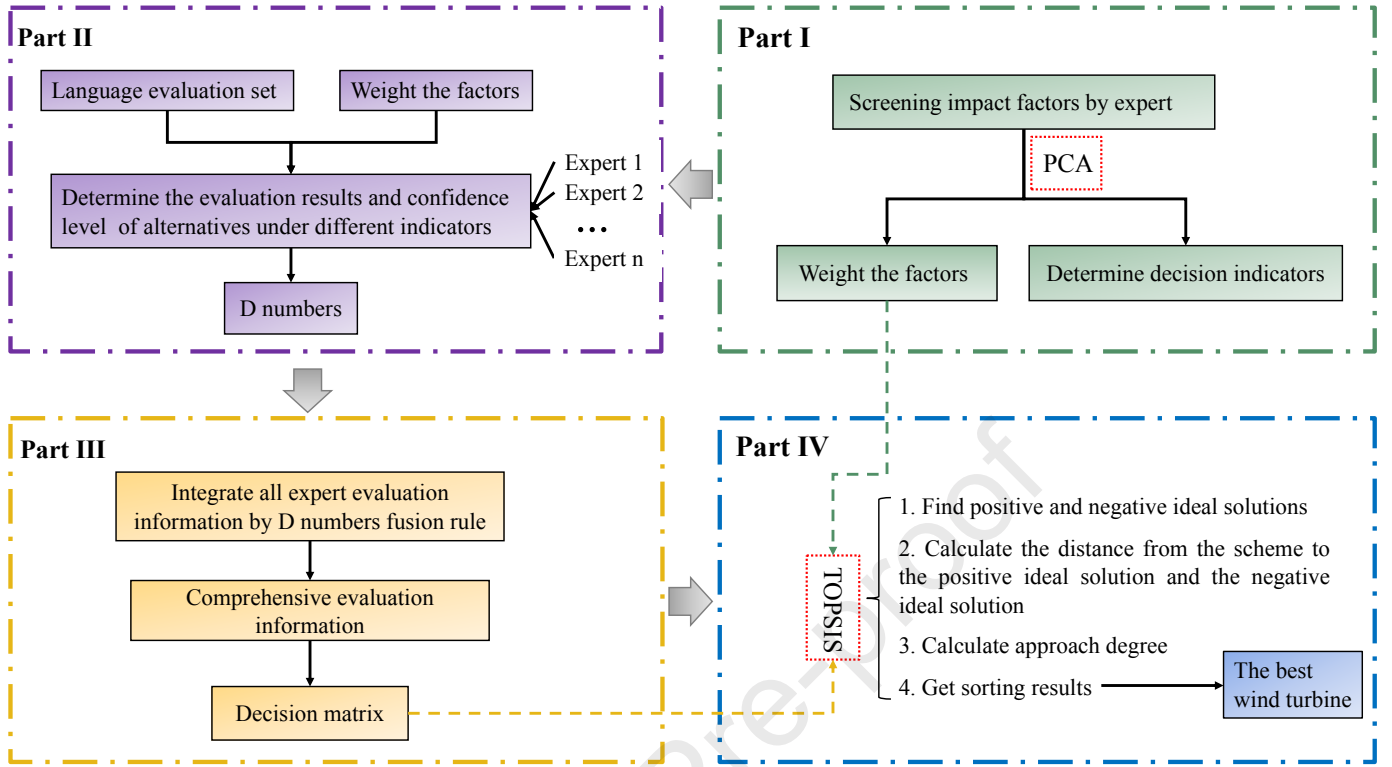 Part II
Language evaluation set
Weight the factors
Expert 1
Expert 2
...
Expert n
Determine the evaluation results and confidence
level of alternatives under different indicators
D numbers
Part I
Screening impact factors by expert
PCA
Weight the factors
Determine decision indicators
Part III
Integrate all expert evaluation
information by D numbers fusion rule
Comprehensive evaluation
information
Decision matrix
Part IV
TOPSIS
1. Find positive and negative ideal solutions
2. Calculate the distance from the scheme to
the positive ideal solution and the negative
ideal solution
3. Calculate approach degree
4. Get sorting results
The best
wind turbine
Pre-proof